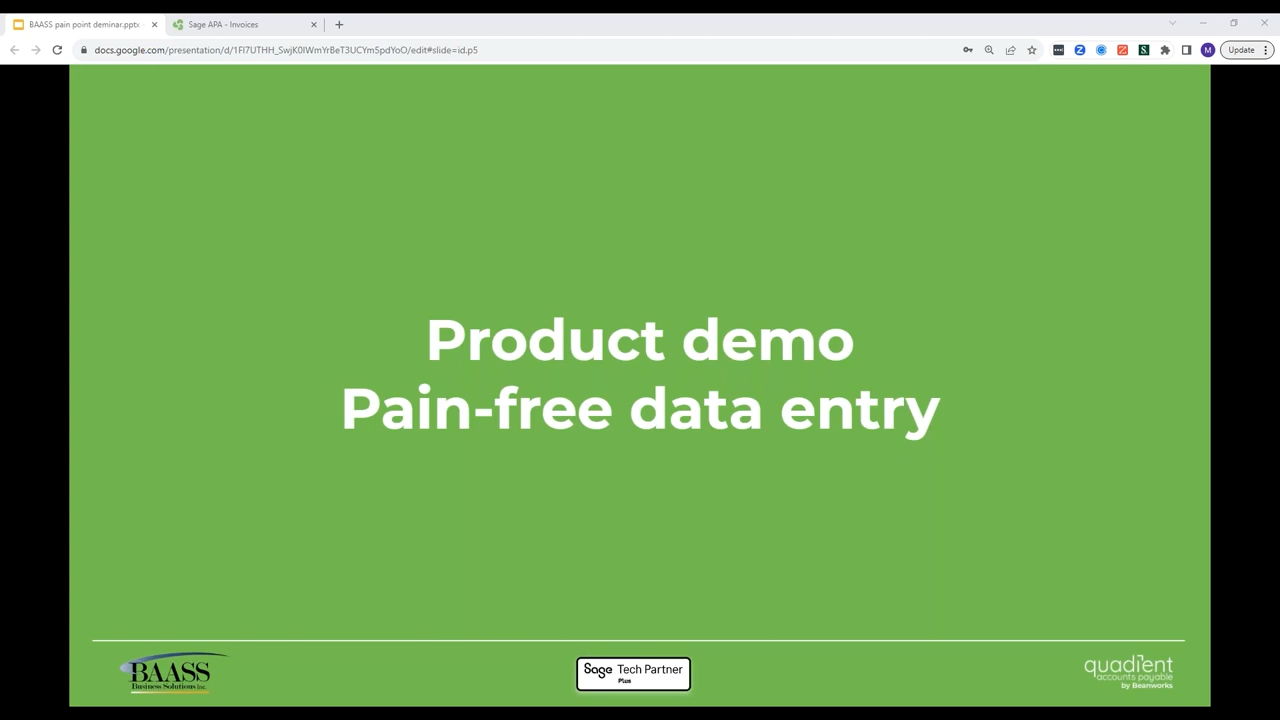 BAASS pain point deminar.pptx
Sage APA - Invoices
docs.google.com/presentation/d/1Fl7UTHH_SwjK0IWmYrBeT3UCYm5pdYoO/edit#slide=id.p5
M
Update
Product demo
Pain-free data entry
BAASS
Business Solutions Inc.
Sage Tech Partner
Plus
quadient
accounts payable
by Beanworks